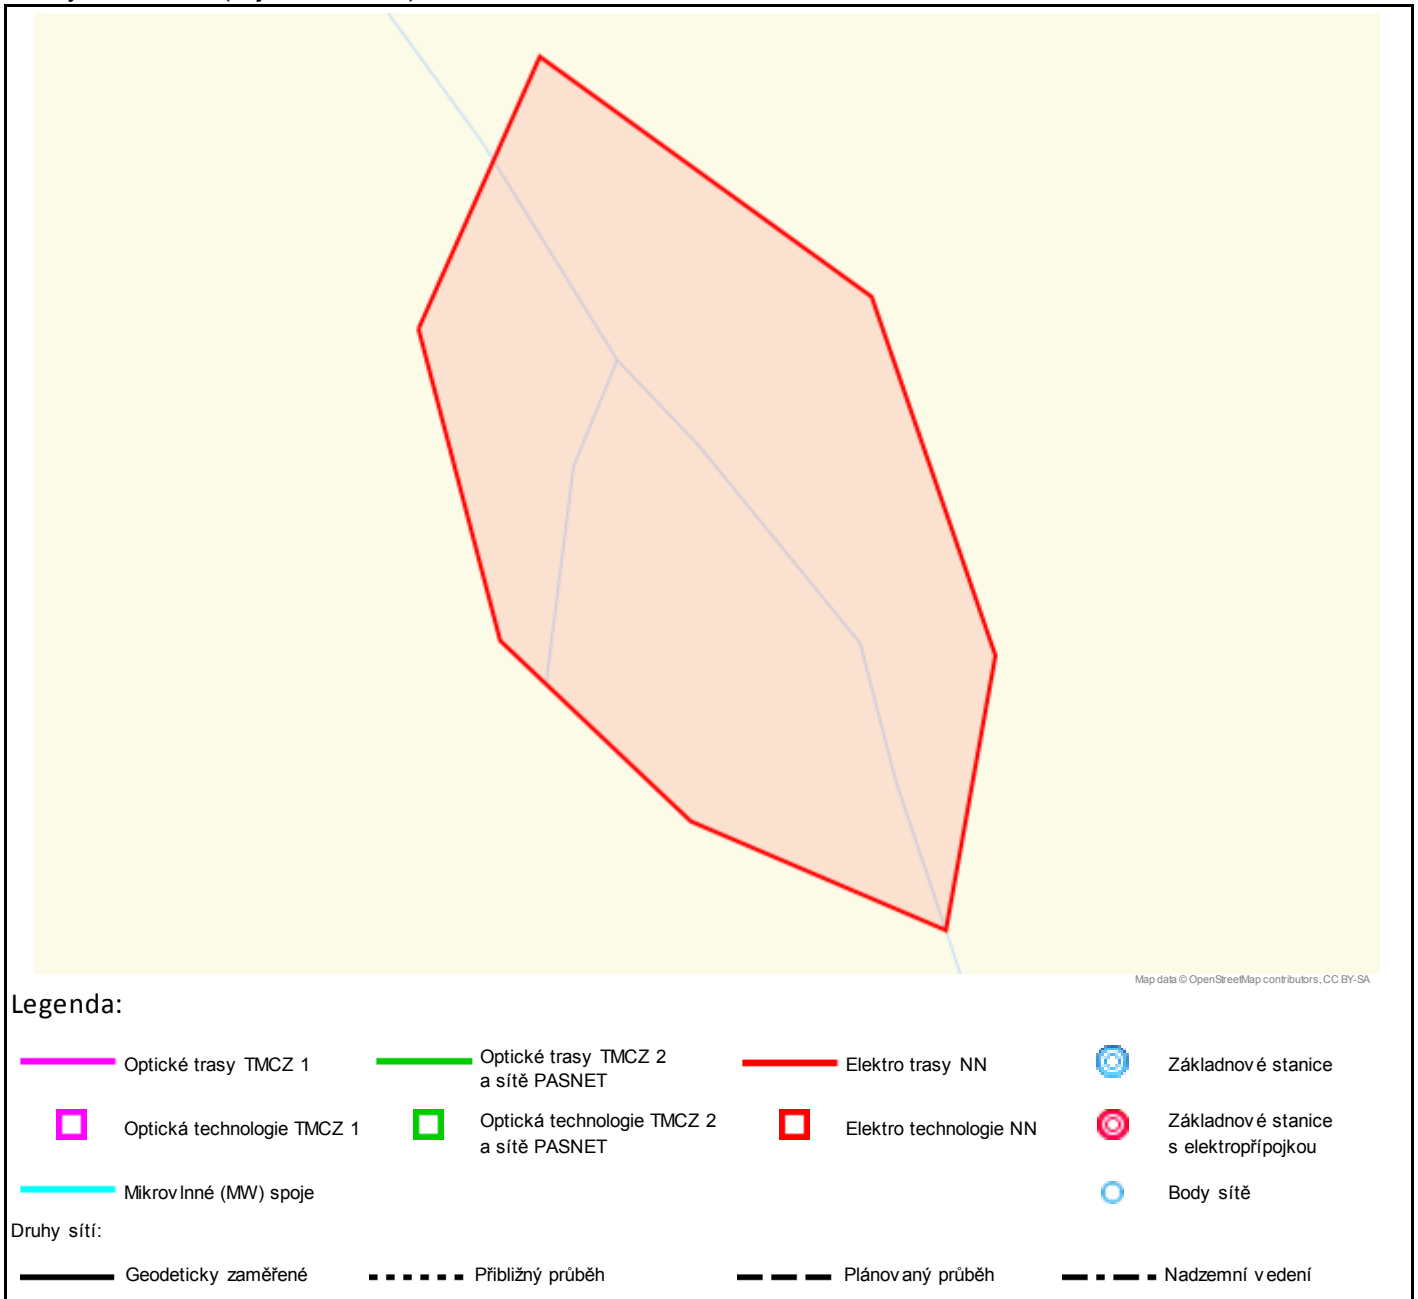 Map data © OpenStreetMap contributors, CC BY-SA
Legenda:
Optické trasy TMCZ 1
Optické trasy TMCZ 2
a sítě PASNET
Elektro trasy NN
Základnové stanice
Optická technologie TMCZ 1
Optická technologie TMCZ 2
a sítě PASNET
Elektro technologie NN
Základnové stanice
s elektropřípojkou
Mikrovlnné (MW) spoje
Body sítě
Druhy sítí:
Geodeticky zaměřené
Přibližný průběh
Plánovaný průběh
Nadzemní vedení